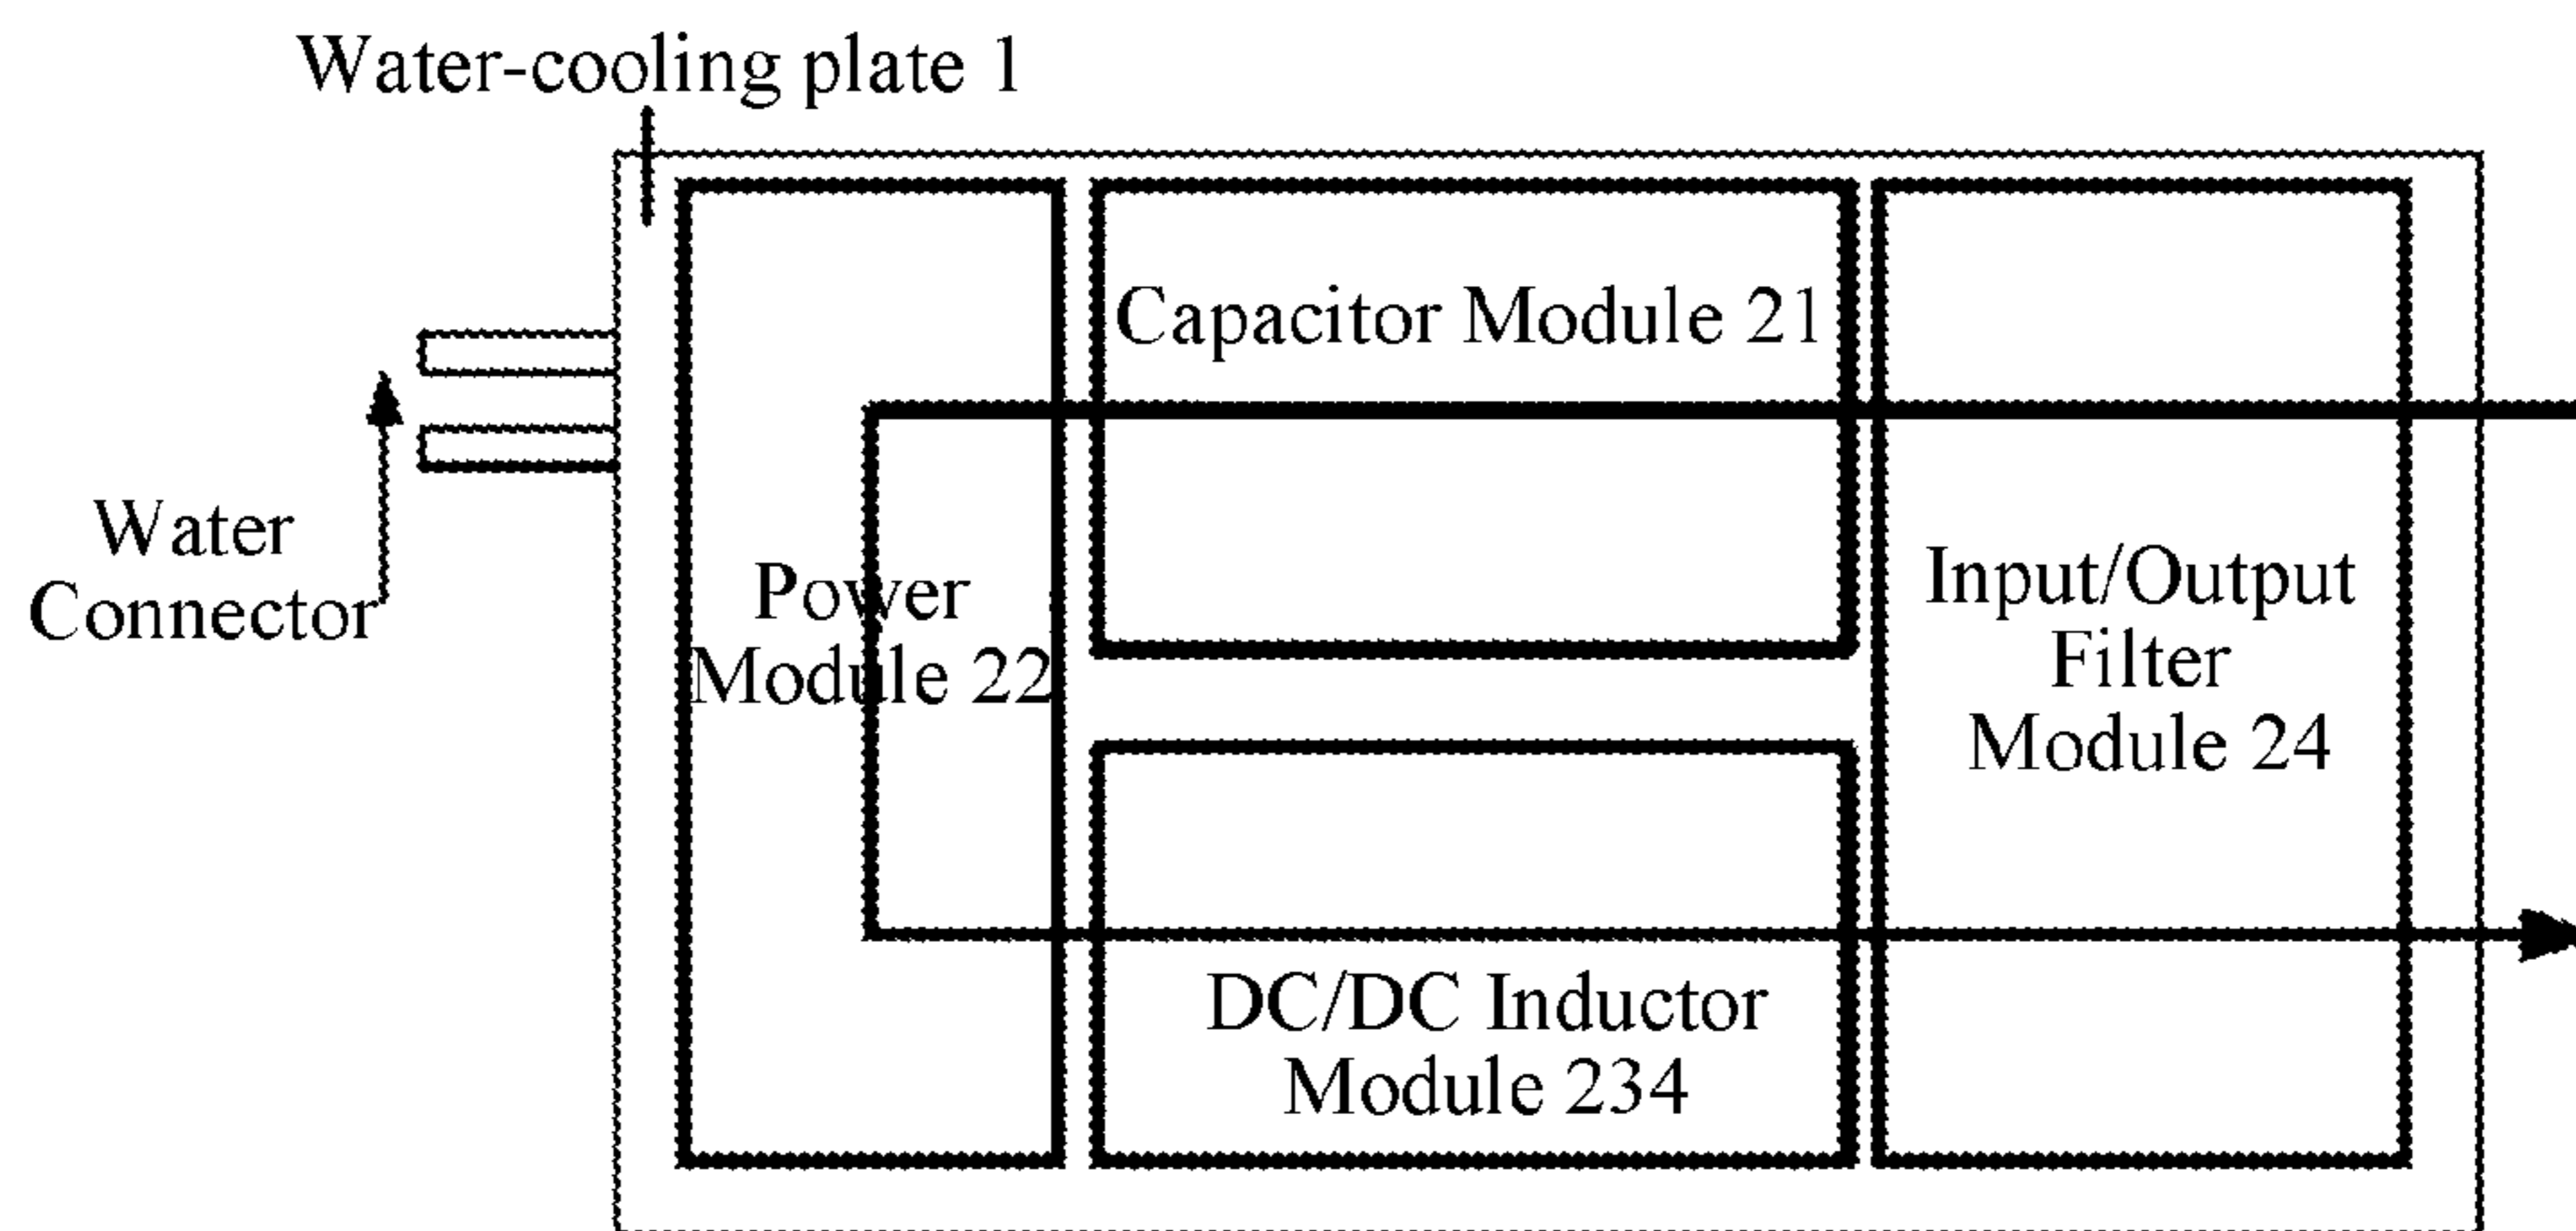 Water-cooling plate 1
Capacitor Module 21
Water
Connector
Power
Module 22
Input/Output
Filter
Module 24
DC/DC Inductor
Module 234